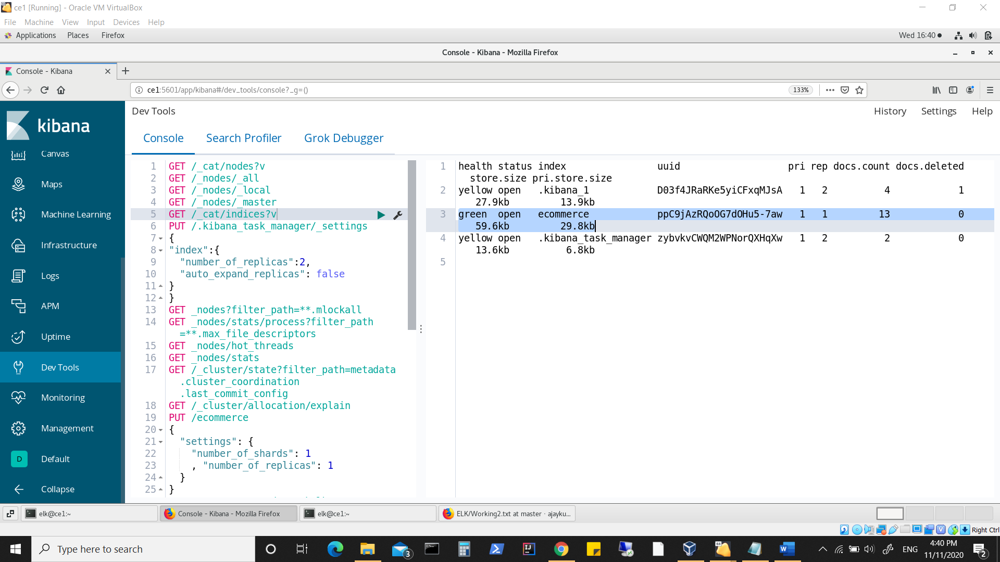 ce1 [Running] - Oracle VM VirtualBox
File Machine View Input Devices Help
Applications Places Firefox Wed 16:40
Console - Kibana - Mozilla Firefox
Console - Kibana
ce1:5601/app/kibana#/dev_tools/console?_g=() 133%
kibana
Canvas
Maps
Machine Learning
Infrastructure
Logs
APM
Uptime
Dev Tools
Monitoring
Management
D Default
Collapse
Dev Tools History Settings Help
Console Search Profiler Grok Debugger
1 GET /_cat/nodes?v
2 GET /_nodes/_all
3 GET /_nodes/_local
4 GET /_nodes/_master
5 GET /_cat/indices?v
6 PUT /.kibana_task_manager/_settings
7 {
8 "index":{
9 "number_of_replicas":2,
10 "auto_expand_replicas": false
11 }
12 }
13 GET _nodes?filter_path=**.mlockall
14 GET _nodes/stats/process?filter_path
=**.max_file_descriptors
15 GET _nodes/hot_threads
16 GET _nodes/stats
17 GET /_cluster/state?filter_path=metadata
.cluster_coordination
.last_commit_config
18 GET /_cluster/allocation/explain
19 PUT /ecommerce
20 {
21 "settings": {
22 "number_of_shards": 1
23 , "number_of_replicas": 1
24 }
25 }
1 health status index uuid pri rep docs.count docs.deleted
store.size pri.store.size
2 yellow open .kibana_1 D03f4JRaRKe5yiCFxqMJsA 1 2 4 1
27.9kb 13.9kb
3 green open ecommerce ppC9jAzRQoOG7dOHu5-7aw 1 1 13 0
59.6kb 29.8kb
4 yellow open .kibana_task_manager zybvkvCWQM2WPNorQXHqXw 1 2 2 0
13.6kb 6.8kb
5
elk@ce1:~ Console - Kibana - Mozilla Firefox elk@ce1:~ ELK/Working2.txt at master · ajayku...
Right Ctrl
Type here to search 3 ENG 4:40 PM
11/11/2020 2